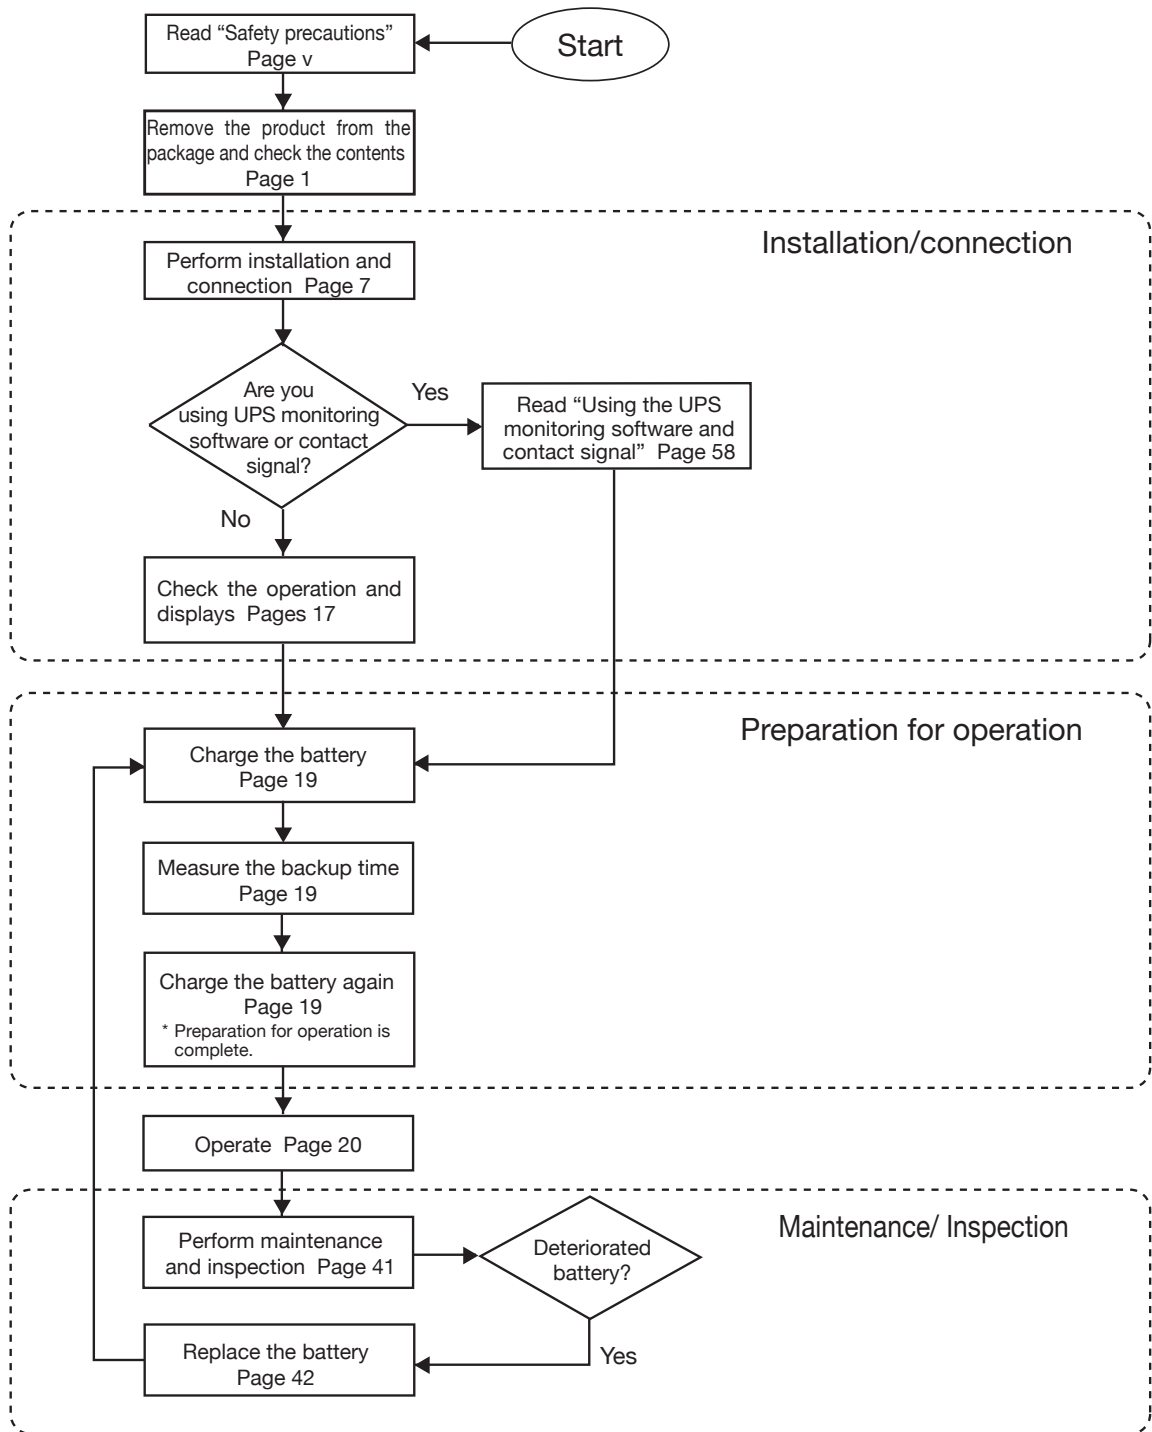 Start
Read “Safety precautions”
Page v
Remove the product from the
package and check the contents
Page 1
Installation/connection
Perform installation and
connection Page 7
Are you
using UPS monitoring
software or contact
signal?
Yes
Read “Using the UPS
monitoring software and
contact signal” Page 58
No
Check the operation and
displays Pages 17
Preparation for operation
Charge the battery
Page 19
Measure the backup time
Page 19
Charge the battery again
Page 19
* Preparation for operation is
complete.
Operate Page 20
Maintenance/ Inspection
Perform maintenance
and inspection Page 41
Deteriorated
battery?
Yes
Replace the battery
Page 42